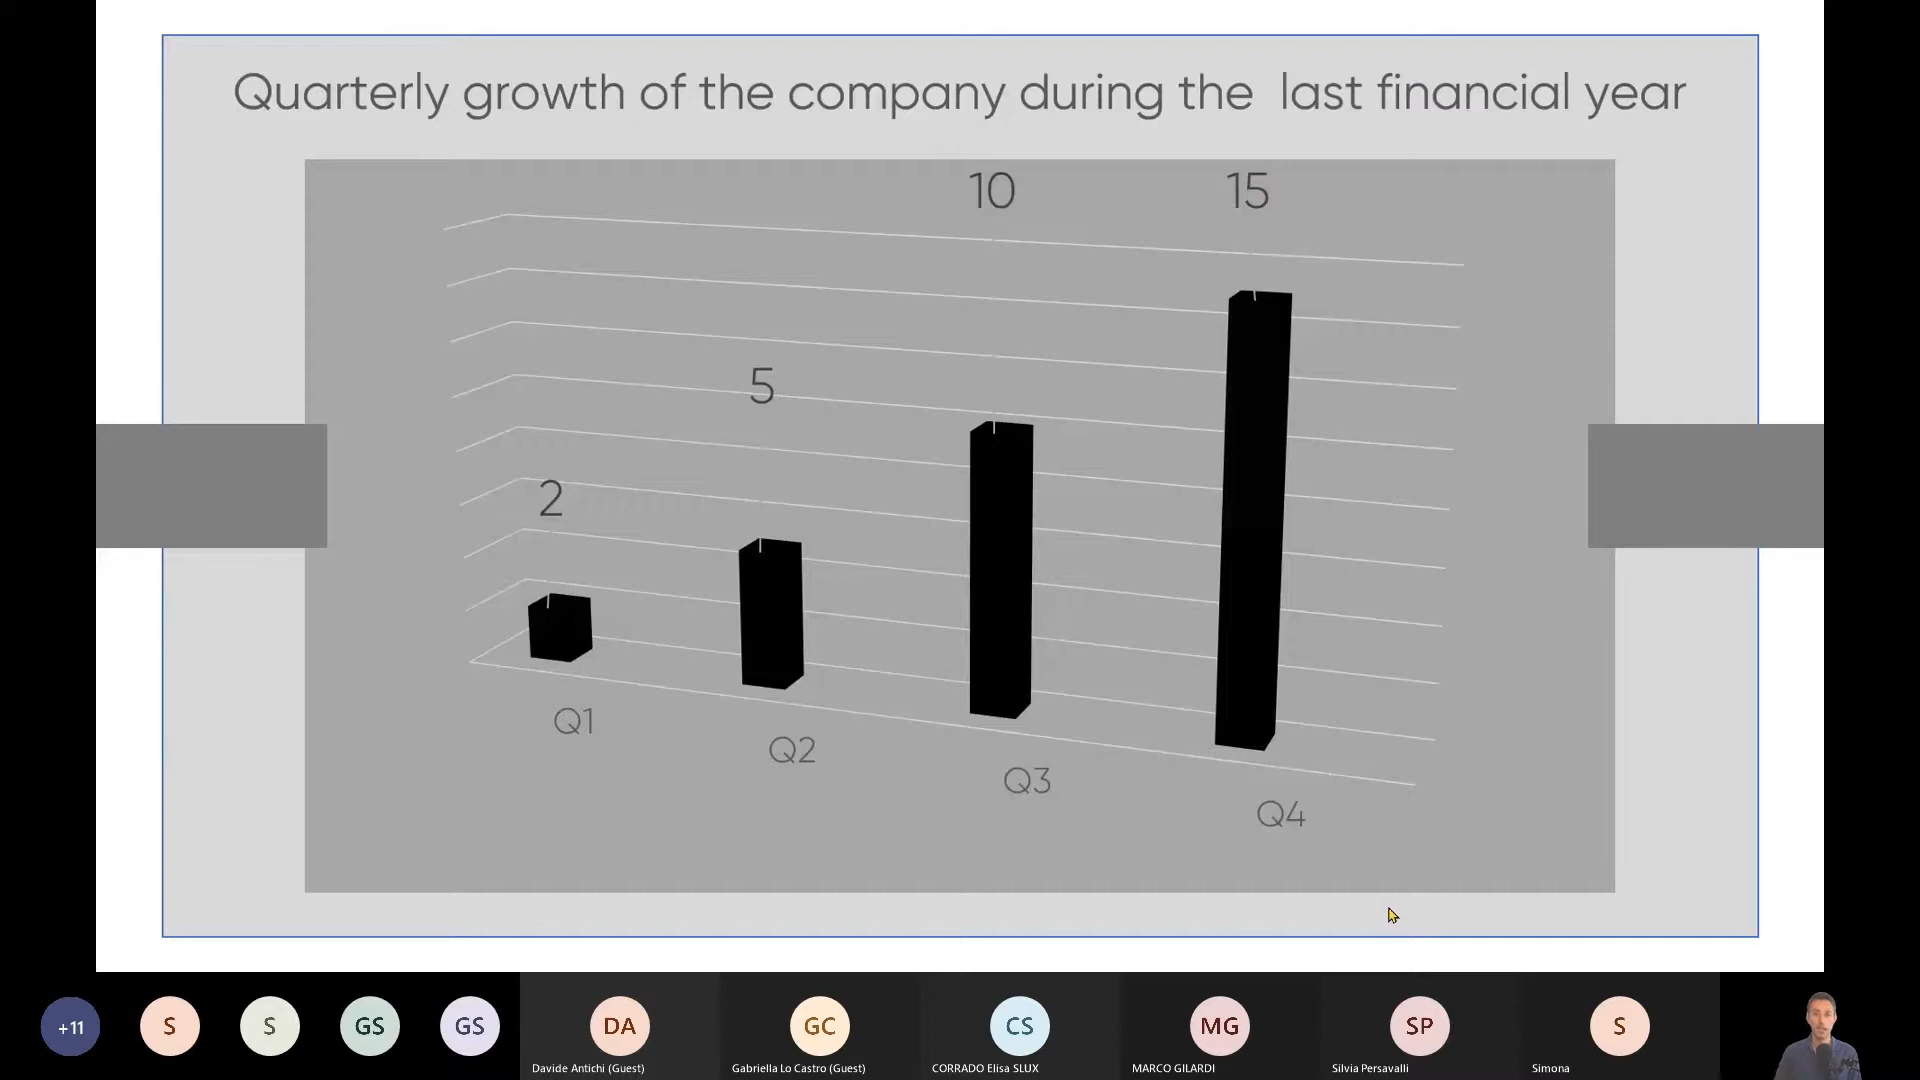 Quarterly growth of the company during the last financial year
10
15
5
2
Q1
Q2
Q3
Q4
+11
S
S
GS
GS
DA
GC
CS
MG
SP
S
Davide Antichi (Guest)
Gabriella Lo Castro (Guest)
CORRADO Elisa SLUX
MARCO GILARDI
Silvia Persavalli
Simona